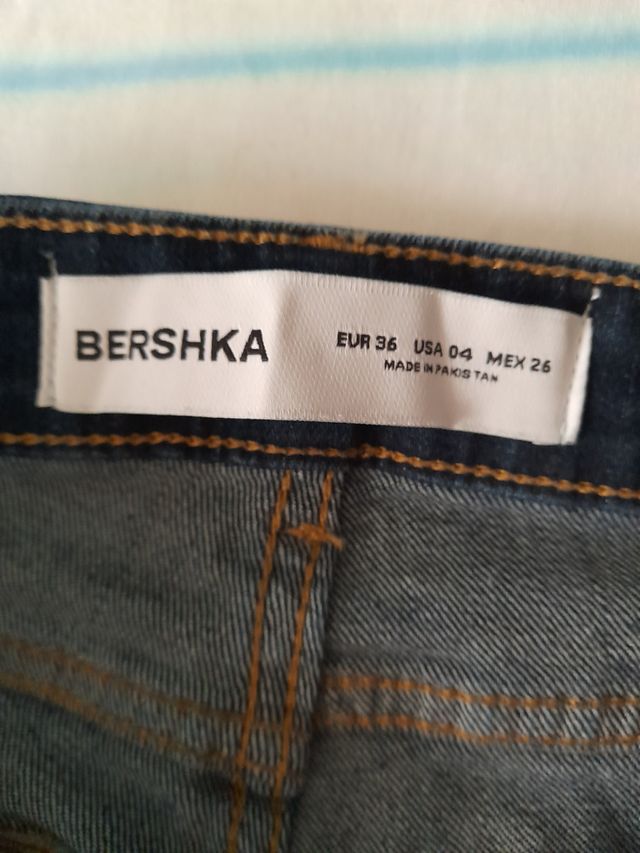 BERSHKA
EUR 36 USA 04 MEX 26
MADE IN PAKISTAN